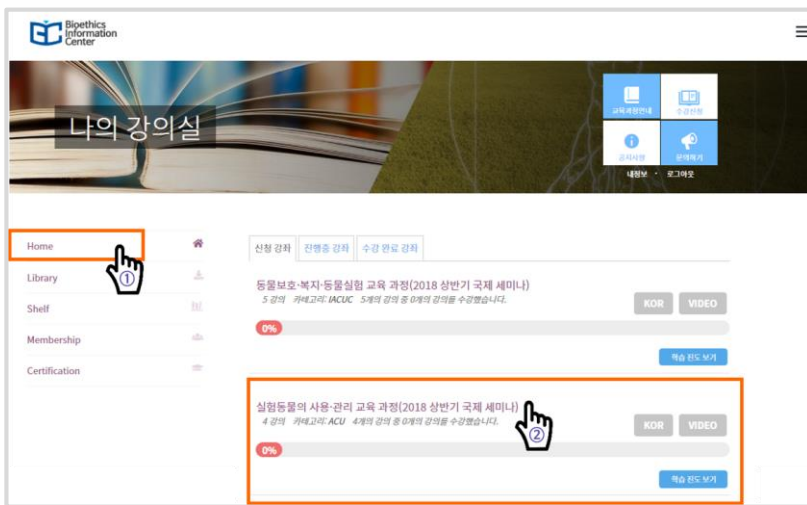 Bioethics
Information
Center
나의 강의실
교육과정안내
수강신청
공지사항
문의하기
내정보 · 로그아웃
Home
①
Library
Shelf
Membership
Certification
신청 강좌
진행중 강좌
수강 완료 강좌
동물보호·복지·동물실험 교육 과정(2018 상반기 국제 세미나)
5 강의 카테고리: IACUC 5개의 강의 중 0개의 강의를 수강했습니다.
KOR VIDEO
0%
학습 진도 보기
실험동물의 사용·관리 교육 과정(2018 상반기 국제 세미나)
②
4 강의 카테고리: ACU 4개의 강의 중 0개의 강의를 수강했습니다.
KOR VIDEO
0%
학습 진도 보기